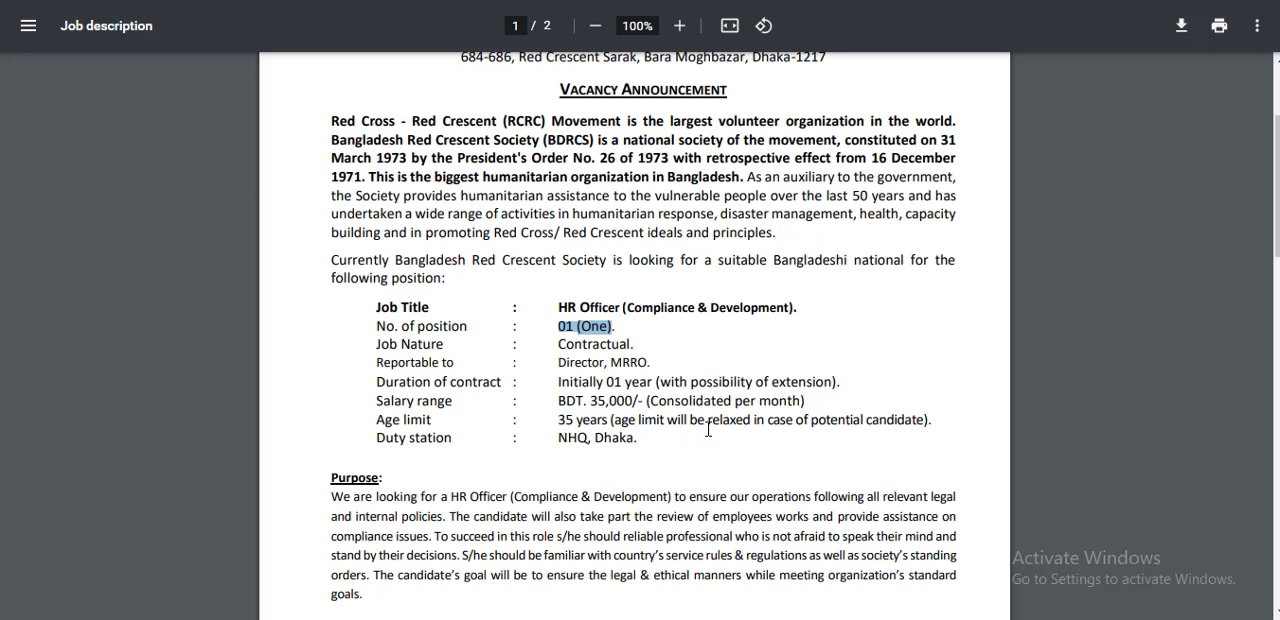 Job description
1 / 2
100%
684-686, Red Crescent Sarak, Bara Moghbazar, Dhaka-1217
VACANCY ANNOUNCEMENT
Red Cross - Red Crescent (RCRC) Movement is the largest volunteer organization in the world.
Bangladesh Red Crescent Society (BDRCS) is a national society of the movement, constituted on 31
March 1973 by the President's Order No. 26 of 1973 with retrospective effect from 16 December
1971. This is the biggest humanitarian organization in Bangladesh. As an auxiliary to the government,
the Society provides humanitarian assistance to the vulnerable people over the last 50 years and has
undertaken a wide range of activities in humanitarian response, disaster management, health, capacity
building and in promoting Red Cross/ Red Crescent ideals and principles.
Currently Bangladesh Red Crescent Society is looking for a suitable Bangladeshi national for the
following position:
Job Title : HR Officer (Compliance & Development).
No. of position : 01 (One).
Job Nature : Contractual.
Reportable to : Director, MRRO.
Duration of contract : Initially 01 year (with possibility of extension).
Salary range : BDT. 35,000/- (Consolidated per month)
Age limit : 35 years (age limit will be relaxed in case of potential candidate).
Duty station : NHQ, Dhaka.
Purpose:
We are looking for a HR Officer (Compliance & Development) to ensure our operations following all relevant legal
and internal policies. The candidate will also take part the review of employees works and provide assistance on
compliance issues. To succeed in this role s/he should reliable professional who is not afraid to speak their mind and
stand by their decisions. S/he should be familiar with country's service rules & regulations as well as society's standing
orders. The candidate's goal will be to ensure the legal & ethical manners while meeting organization's standard
goals.
Activate Windows
Go to Settings to activate Windows.